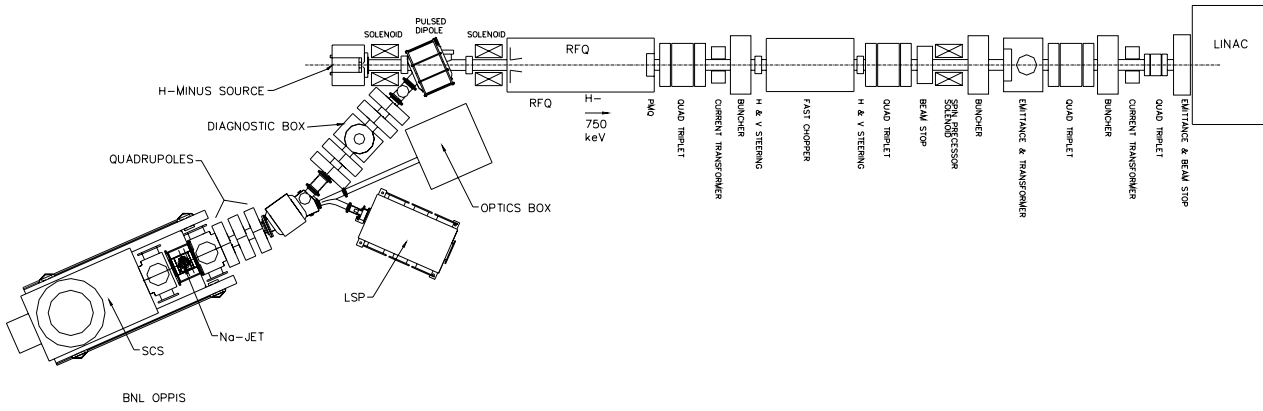 PULSED
DIPOLE
SOLENOID
SOLENOID
RFQ
LINAC
H-MINUS SOURCE
RFQ
H-
750
keV
PMQ
QUAD TRIPLET
CURRENT TRANSFORMER
BUNCHER
H & V STEERING
FAST CHOPPER
H & V STEERING
QUAD TRIPLET
BEAM STOP
SPIN PRECESSOR
SOLENOID
BUNCHER
EMITTANCE & TRANSFORMER
QUAD TRIPLET
BUNCHER
CURRENT TRANSFORMER
QUAD TRIPLET
EMITTANCE & BEAM STOP
DIAGNOSTIC BOX
QUADRUPOLES
OPTICS BOX
LSP
Na-JET
SCS
BNL OPPIS